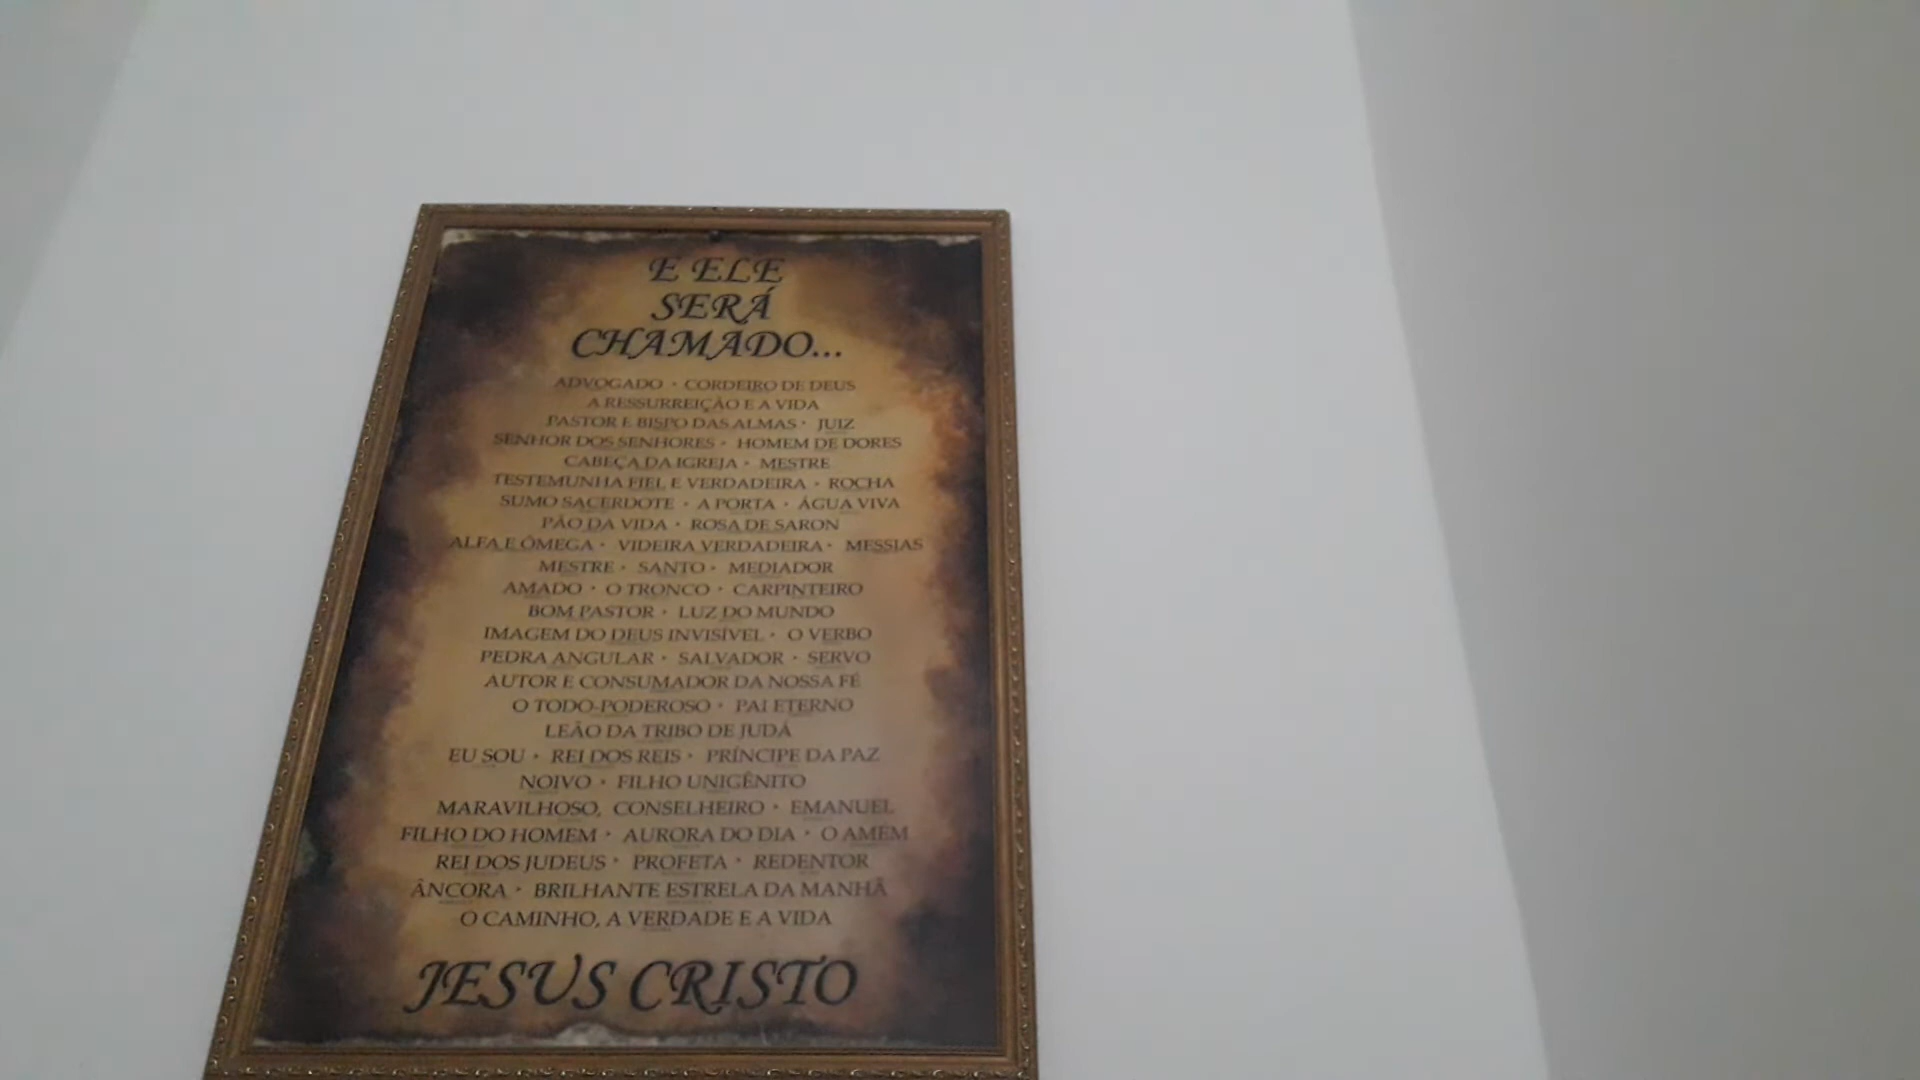 E ELE
SERÁ
CHAMADO...
ADVOGADO • CORDEIRO DE DEUS
A RESSURREIÇÃO E A VIDA
PASTOR E BISPO DAS ALMAS • JUIZ
SENHOR DOS SENHORES • HOMEM DE DORES
CABEÇA DA IGREJA • MESTRE
TESTEMUNHA FIEL E VERDADEIRA • ROCHA
SUMO SACERDOTE • A PORTA • ÁGUA VIVA
PÃO DA VIDA • ROSA DE SARON
ALFA E ÔMEGA • VIDEIRA VERDADEIRA • MESSIAS
MESTRE • SANTO • MEDIADOR
AMADO • O TRONCO • CARPINTEIRO
BOM PASTOR • LUZ DO MUNDO
IMAGEM DO DEUS INVISÍVEL • O VERBO
PEDRA ANGULAR • SALVADOR • SERVO
AUTOR E CONSUMADOR DA NOSSA FÉ
O TODO-PODEROSO • PAI ETERNO
LEÃO DA TRIBO DE JUDÁ
EU SOU • REI DOS REIS • PRÍNCIPE DA PAZ
NOIVO • FILHO UNIGÊNITO
MARAVILHOSO, CONSELHEIRO • EMANUEL
FILHO DO HOMEM • AURORA DO DIA • O AMÉM
REI DOS JUDEUS • PROFETA • REDENTOR
ÂNCORA • BRILHANTE ESTRELA DA MANHÃ
O CAMINHO, A VERDADE E A VIDA
JESUS CRISTO